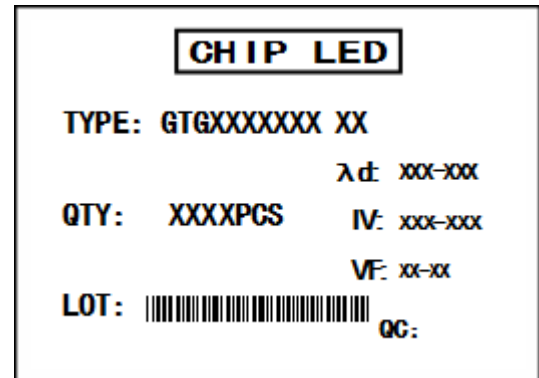 CHIP LED
TYPE: GTGXXXXXXX XX
λd: XXX-XXX
QTY: XXXXPCS
IV: XXX-XXX
VF: XX-XX
LOT:
QC: